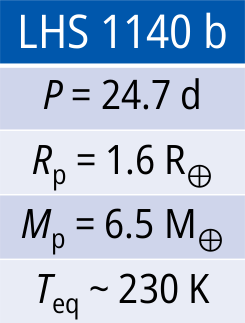 LHS 1140 b
P = 24.7 d
Rp = 1.6 R⊕
Mp = 6.5 M⊕
Teq ~ 230 K